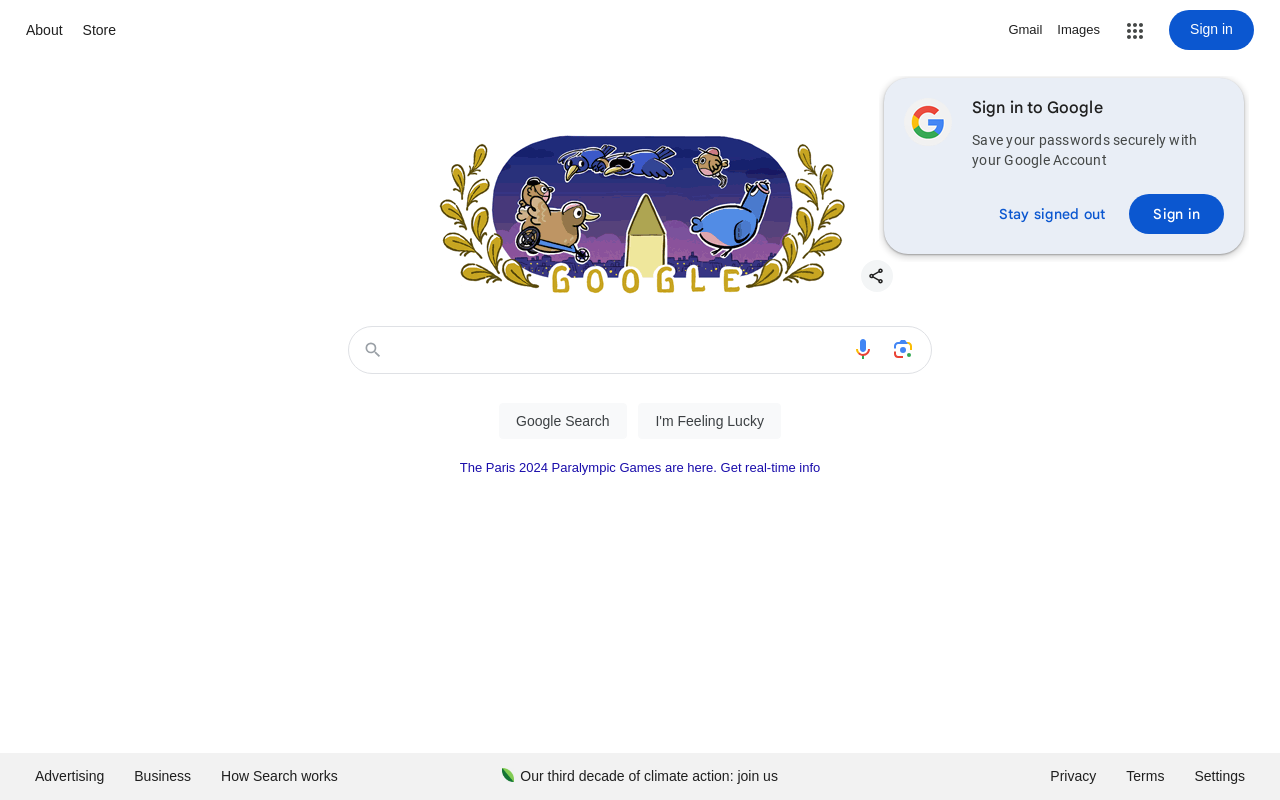 About
Store
Gmail
Images
Sign in
Sign in to Google
Save your passwords securely with
your Google Account
Stay signed out
Sign in
GOOGLE
Google Search
I'm Feeling Lucky
The Paris 2024 Paralympic Games are here. Get real-time info
Advertising
Business
How Search works
Our third decade of climate action: join us
Privacy
Terms
Settings